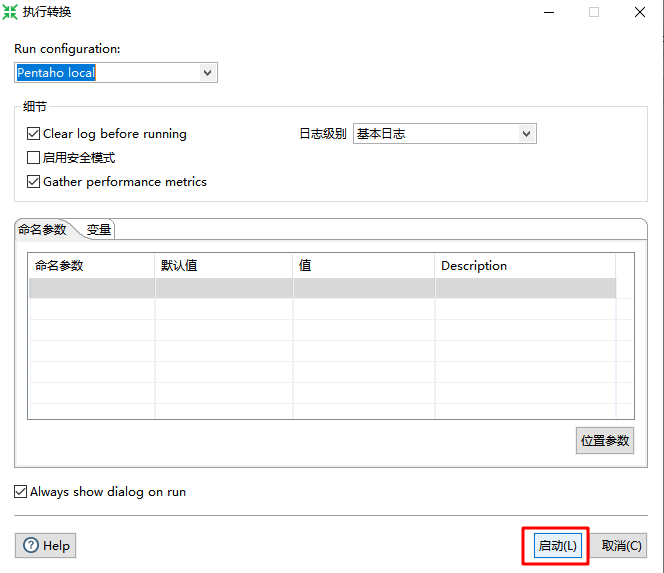 执行转换
Run configuration:
Pentaho local
细节
Clear log before running
日志级别 基本日志
启用安全模式
Gather performance metrics
命名参数 变量
命名参数 默认值 值 Description
位置参数
Always show dialog on run
Help 启动(L) 取消(C)